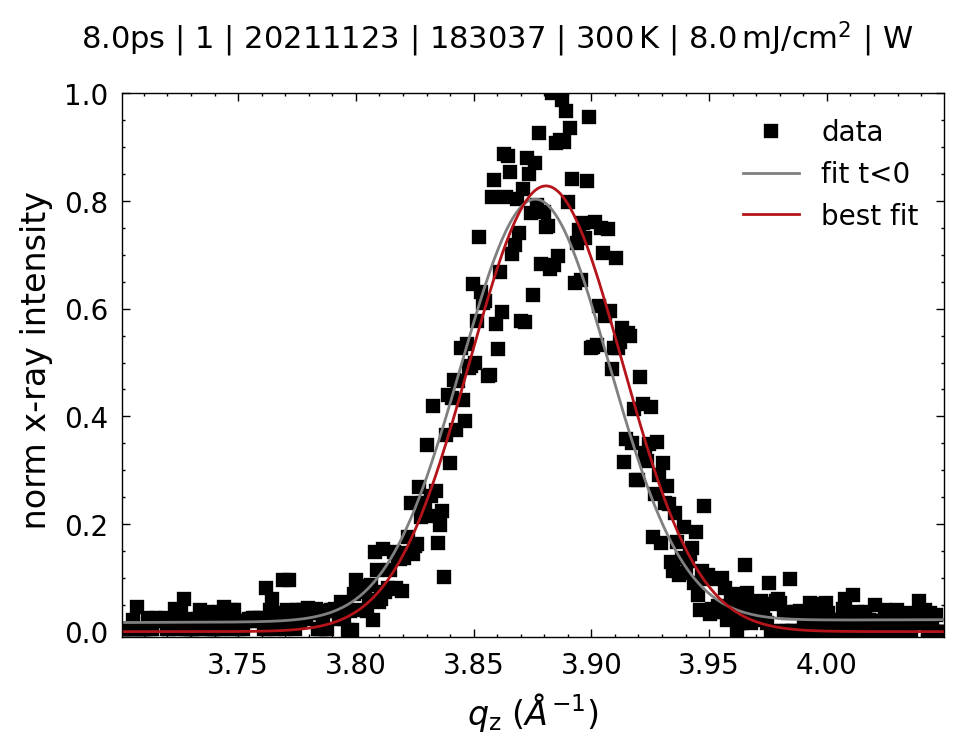 8.0ps | 1 | 20211123 | 183037 | 300 K | 8.0 mJ/cm² | W
1.0
0.8
0.6
0.4
0.2
0.0
norm x-ray intensity
data
fit t<0
best fit
3.75
3.80
3.85
3.90
3.95
4.00
q_z (Å⁻¹)